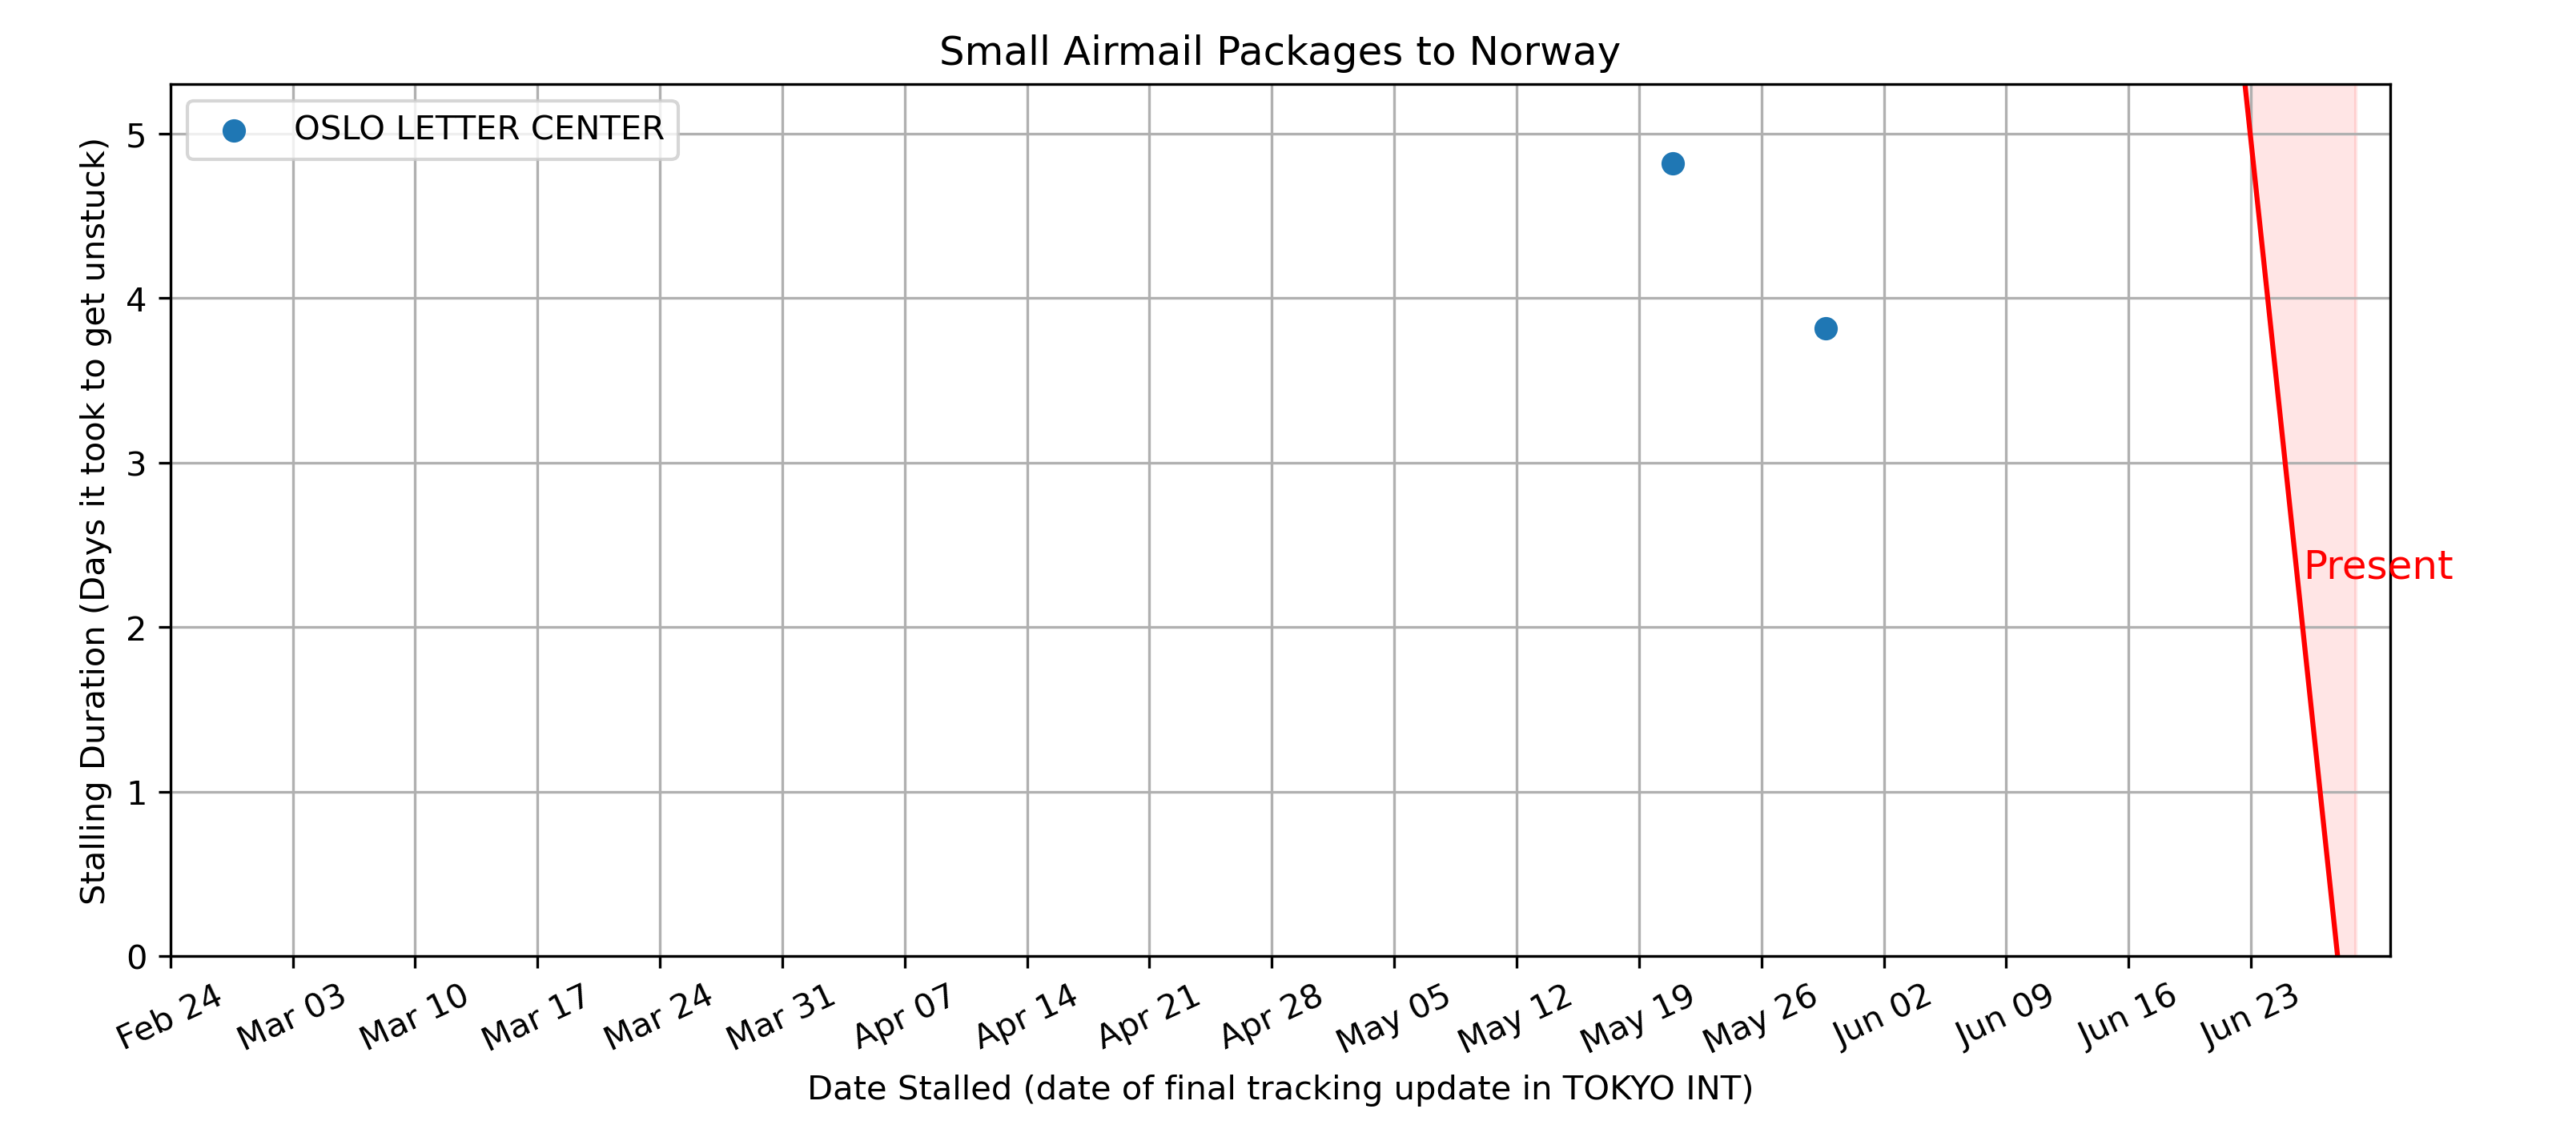 Small Airmail Packages to Norway
OSLO LETTER CENTER
Stalling Duration (Days it took to get unstuck)
5
4
3
2
1
0
Present
Feb 24
Mar 03
Mar 10
Mar 17
Mar 24
Mar 31
Apr 07
Apr 14
Apr 21
Apr 28
May 05
May 12
May 19
May 26
Jun 02
Jun 09
Jun 16
Jun 23
Date Stalled (date of final tracking update in TOKYO INT)